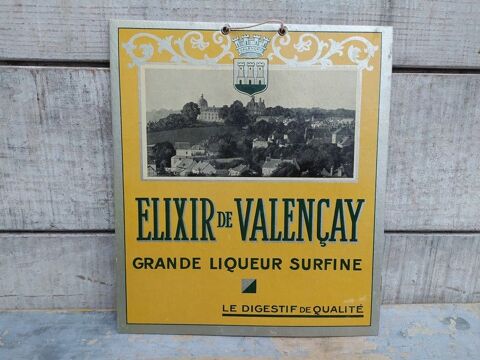 ELIXIR DE VALENÇAY
GRANDE LIQUEUR SURFINE
LE DIGESTIF DE QUALITÉ